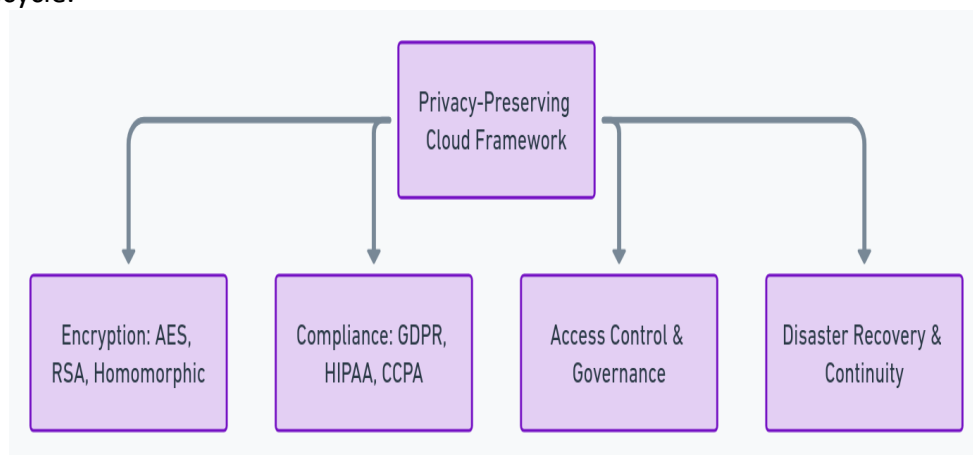 Privacy-Preserving
Cloud Framework
Encryption: AES,
RSA, Homomorphic
Compliance: GDPR,
HIPAA, CCPA
Access Control &
Governance
Disaster Recovery &
Continuity